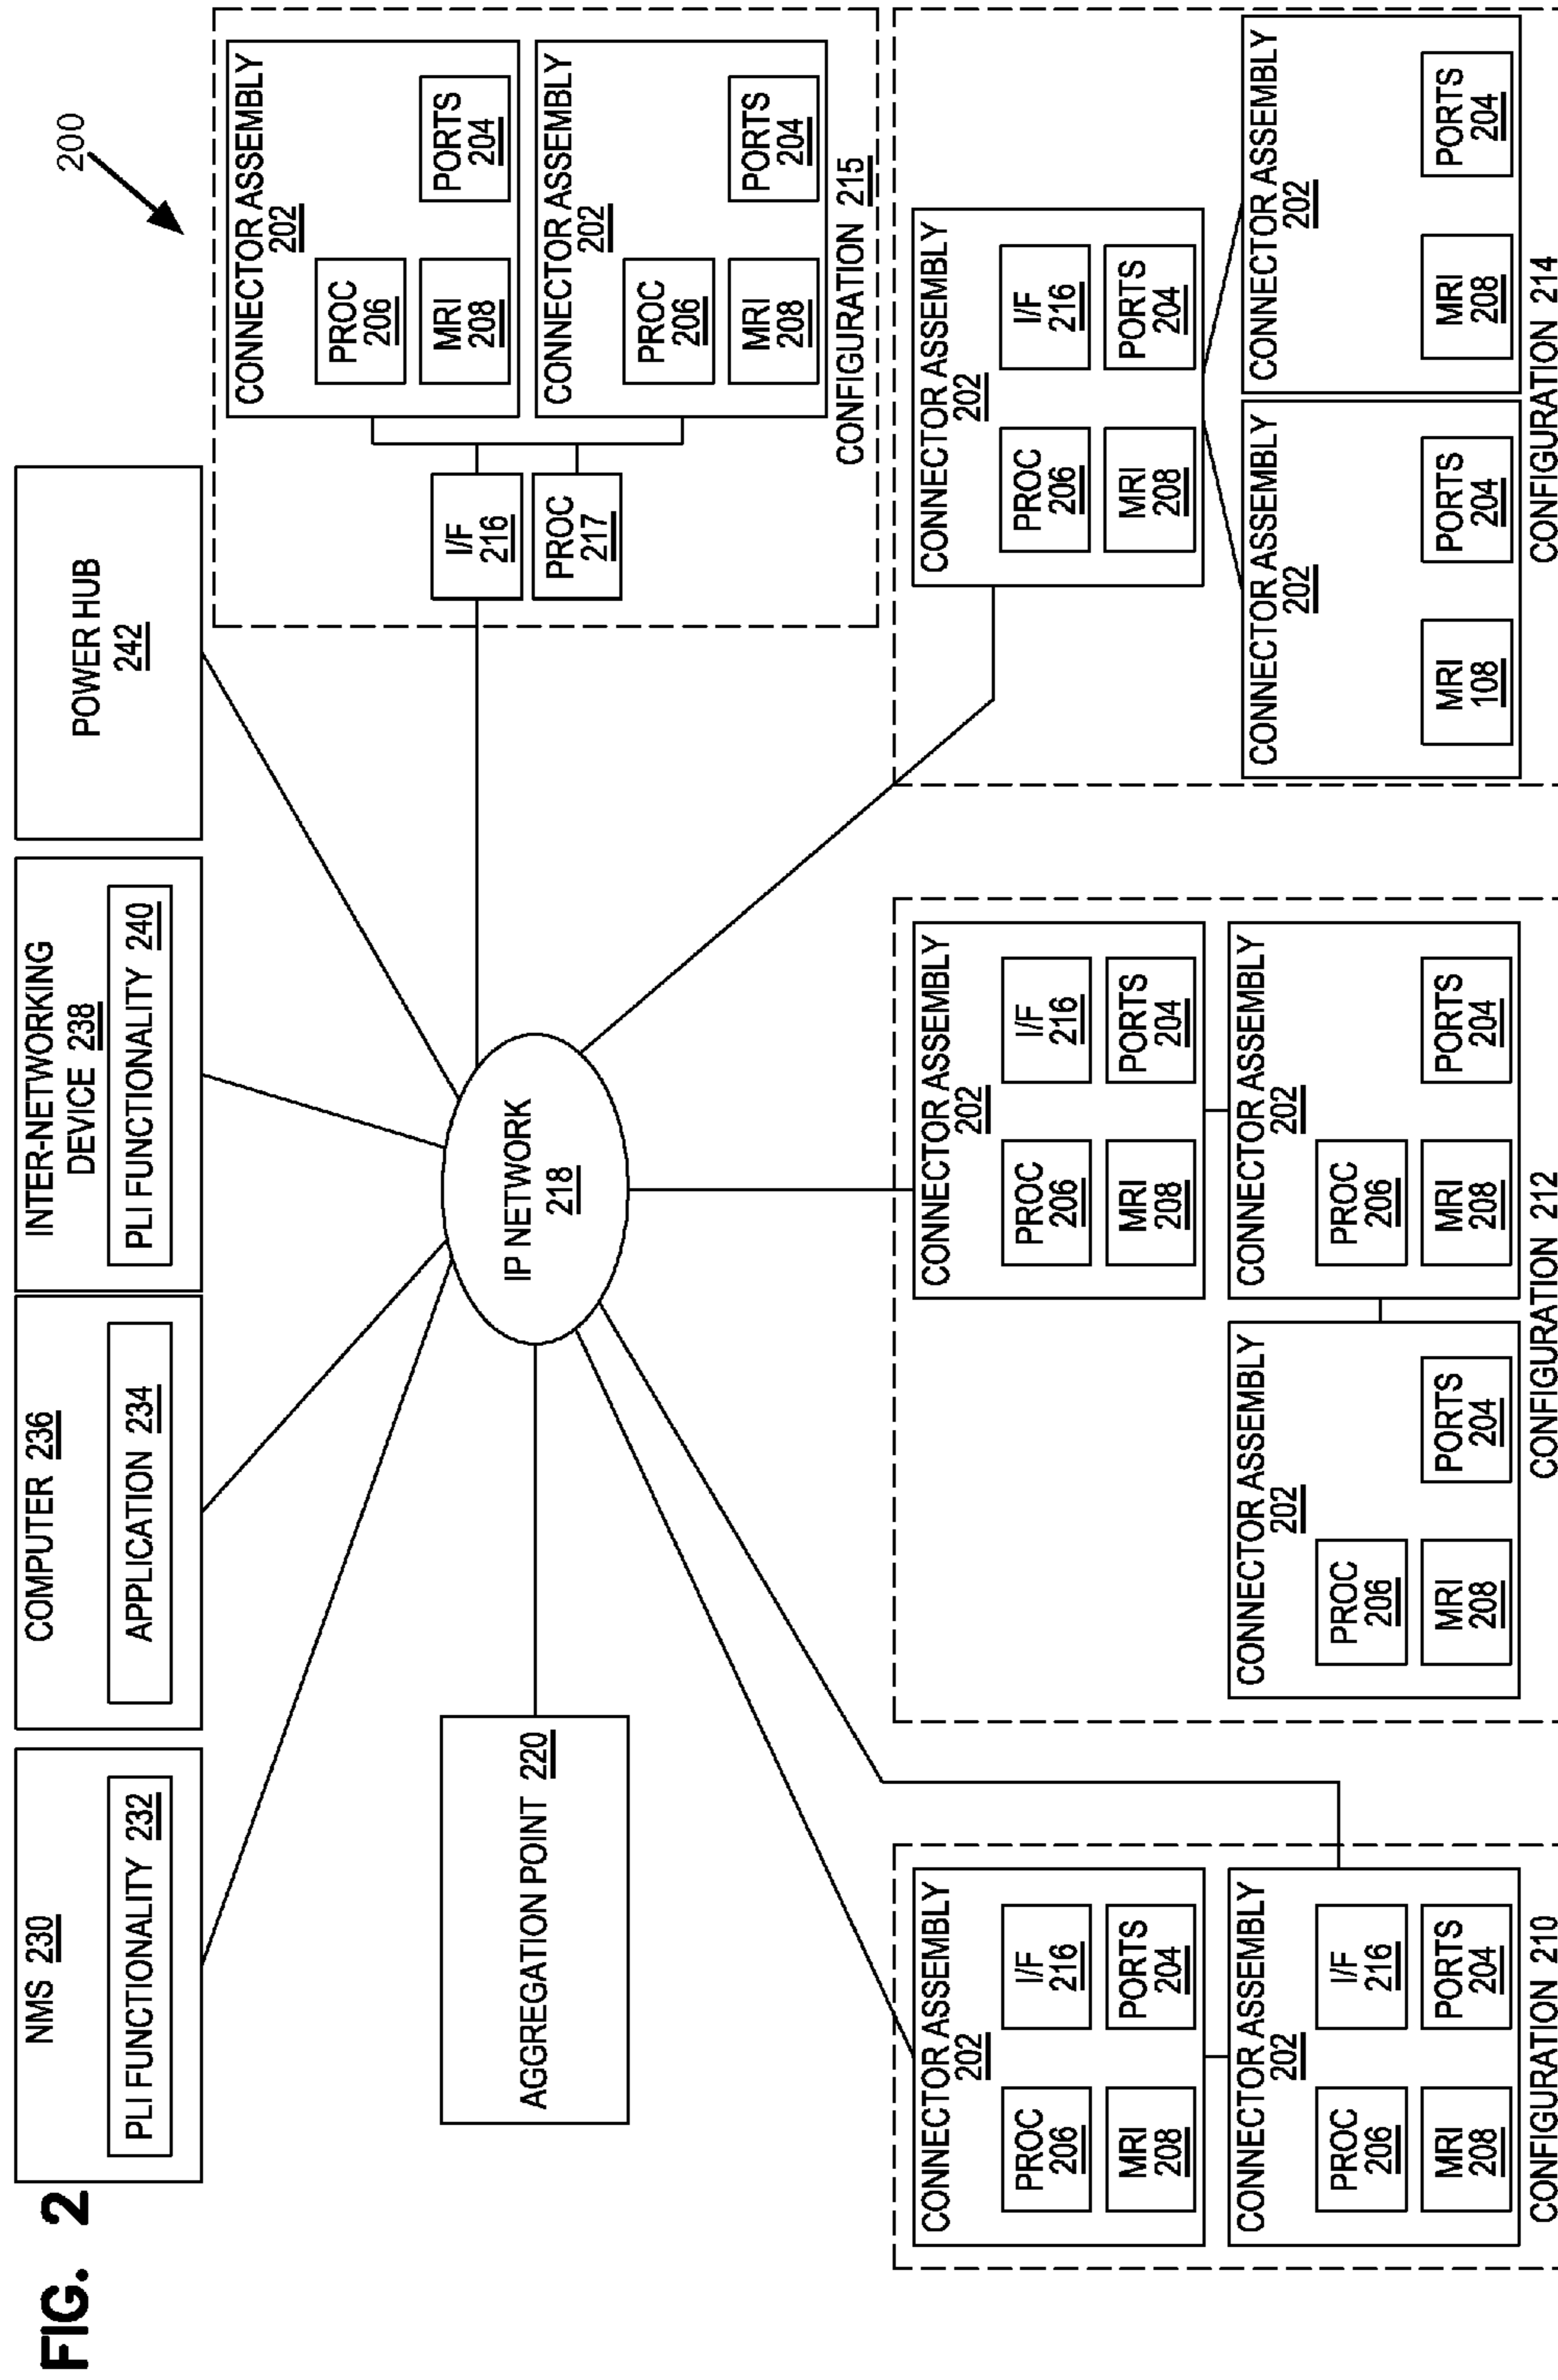 FIG. 2
200
NMS 230
PLI FUNCTIONALITY 232
COMPUTER 236
APPLICATION 234
INTER-NETWORKING
DEVICE 238
PLI FUNCTIONALITY 240
POWER HUB
242
AGGREGATION POINT 220
IP NETWORK
218
I/F
216
PROC
217
CONNECTOR ASSEMBLY
202
PROC
206
MRI
208
PORTS
204
CONNECTOR ASSEMBLY
202
PROC
206
MRI
208
PORTS
204
CONFIGURATION 215
CONNECTOR ASSEMBLY
202
PROC
206
I/F
216
MRI
208
PORTS
204
CONNECTOR ASSEMBLY
202
PROC
206
I/F
216
MRI
208
PORTS
204
CONFIGURATION 210
CONNECTOR ASSEMBLY
202
PROC
206
I/F
216
MRI
208
PORTS
204
CONNECTOR ASSEMBLY
202
PROC
206
MRI
208
PORTS
204
CONNECTOR ASSEMBLY
202
PROC
206
MRI
208
PORTS
204
CONFIGURATION 212
CONNECTOR ASSEMBLY
202
PROC
206
I/F
216
MRI
208
PORTS
204
CONNECTOR ASSEMBLY
202
MRI
108
PORTS
204
CONNECTOR ASSEMBLY
202
MRI
208
PORTS
204
CONFIGURATION 214